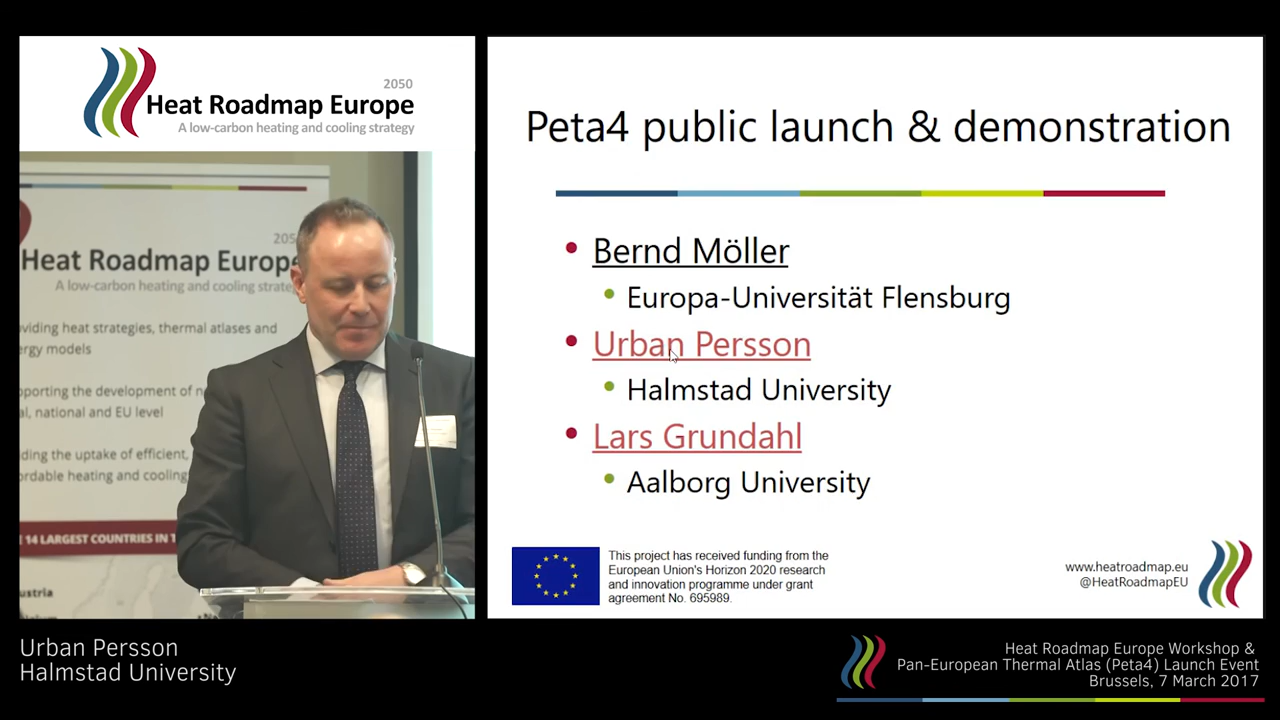 2050
Heat Roadmap Europe
A low-carbon heating and cooling strategy
205
Heat Roadmap Europe
A low-carbon heating and cooling strate
viding heat strategies, thermal atlases and
ergy models
pporting the development of
al, national and EU level
ding the uptake of efficient,
ordable heating and cooling
14 LARGEST COUNTRIES IN
ustria
Peta4 public launch & demonstration
• Bernd Möller
• Europa-Universität Flensburg
• Urban Persson
• Halmstad University
• Lars Grundahl
• Aalborg University
This project has received funding from the
European Union's Horizon 2020 research
and innovation programme under grant
agreement No. 695989.
www.heatroadmap.eu
@HeatRoadmapEU
Urban Persson
Halmstad University
Heat Roadmap Europe Workshop &
Pan-European Thermal Atlas (Peta4) Launch Event
Brussels, 7 March 2017